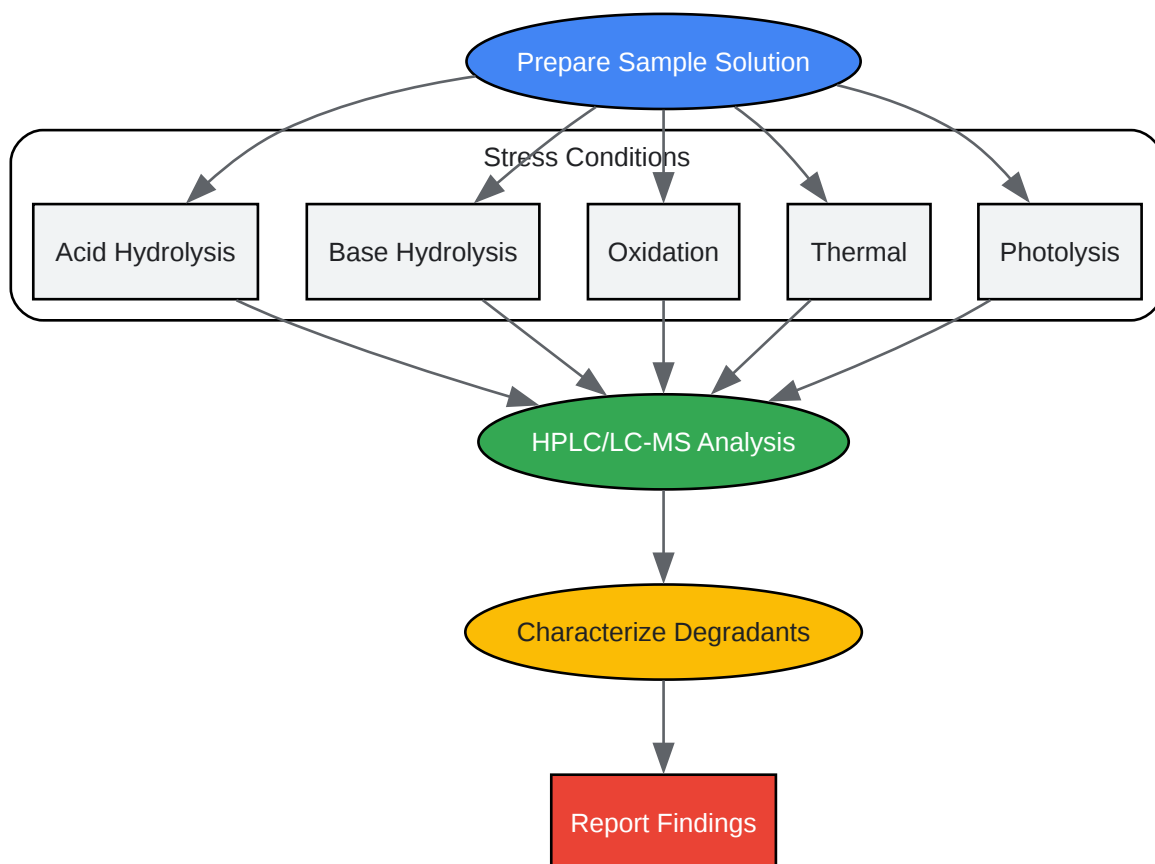 Prepare Sample Solution
Stress Conditions
Acid Hydrolysis
Base Hydrolysis
Oxidation
Thermal
Photolysis
HPLC/LC-MS Analysis
Characterize Degradants
Report Findings